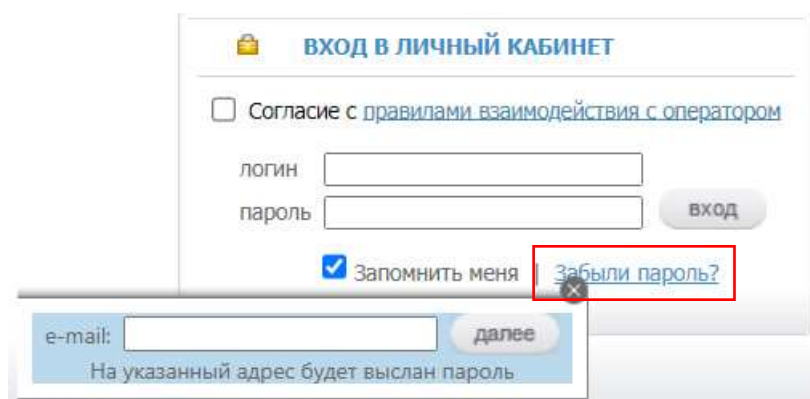 ВХОД В ЛИЧНЫЙ КАБИНЕТ
Согласие с правилами взаимодействия с оператором
логин
пароль вход
Запомнить меня | Забыли пароль?
e-mail: далее
На указанный адрес будет выслан пароль